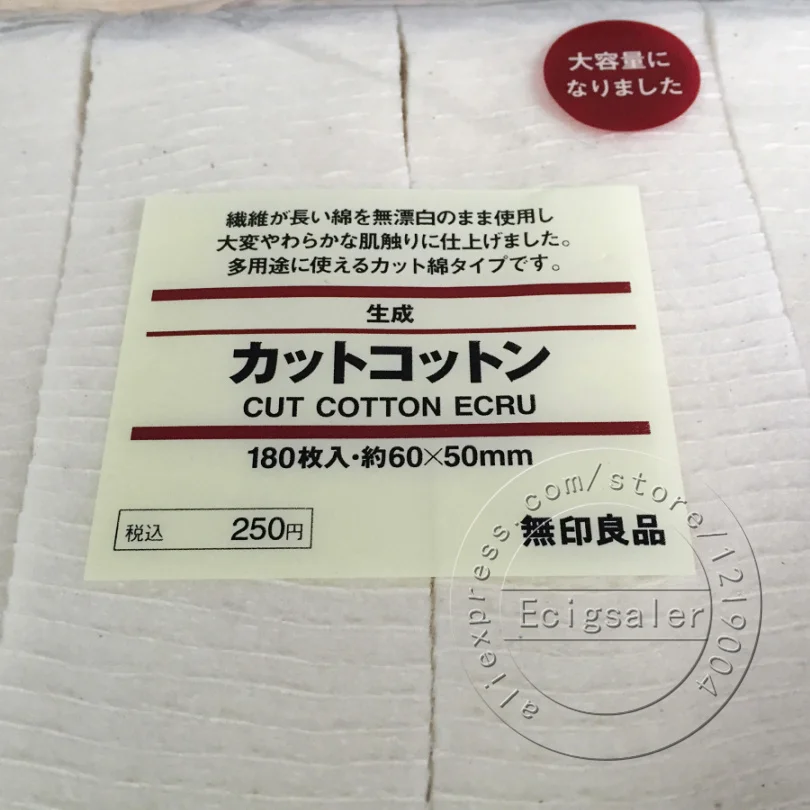 大容量に
なりました
繊維が長い綿を無漂白のまま使用し
大変やわらかな肌触りに仕上げました。
多用途に使えるカット綿タイプです。
生成
カットコットン
CUT COTTON ECRU
180枚入・約60×50mm
税込 250円
無印良品
aliexpress.com/store/1219004
Ecigsaler